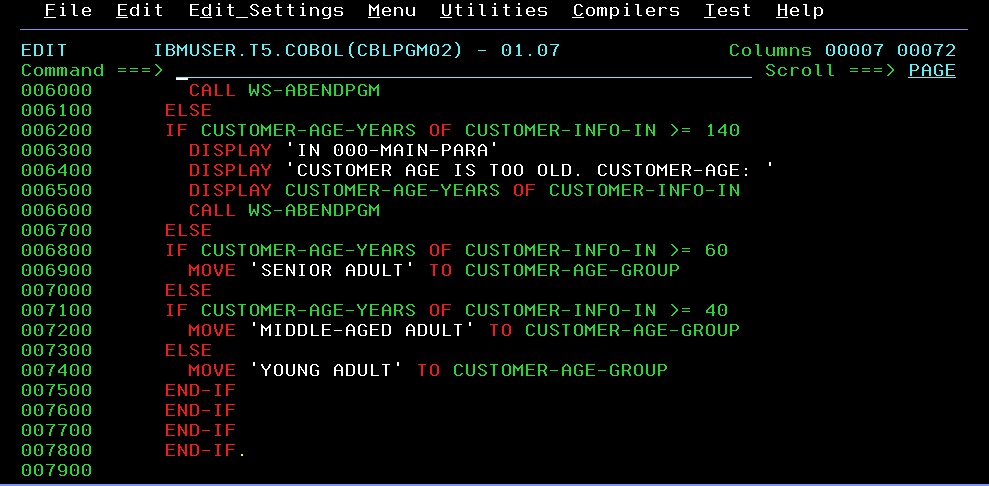 File Edit Edit_Settings Menu Utilities Compilers Test Help
EDIT IBMUSER.T5.COBOL(CBLPGM02) - 01.07 Columns 00007 00072
Command ===> Scroll ===> PAGE
006000 CALL WS-ABENDPGM
006100 ELSE
006200 IF CUSTOMER-AGE-YEARS OF CUSTOMER-INFO-IN >= 140
006300 DISPLAY 'IN 000-MAIN-PARA'
006400 DISPLAY 'CUSTOMER AGE IS TOO OLD. CUSTOMER-AGE: '
006500 DISPLAY CUSTOMER-AGE-YEARS OF CUSTOMER-INFO-IN
006600 CALL WS-ABENDPGM
006700 ELSE
006800 IF CUSTOMER-AGE-YEARS OF CUSTOMER-INFO-IN >= 60
006900 MOVE 'SENIOR ADULT' TO CUSTOMER-AGE-GROUP
007000 ELSE
007100 IF CUSTOMER-AGE-YEARS OF CUSTOMER-INFO-IN >= 40
007200 MOVE 'MIDDLE-AGED ADULT' TO CUSTOMER-AGE-GROUP
007300 ELSE
007400 MOVE 'YOUNG ADULT' TO CUSTOMER-AGE-GROUP
007500 END-IF
007600 END-IF
007700 END-IF
007800 END-IF.
007900